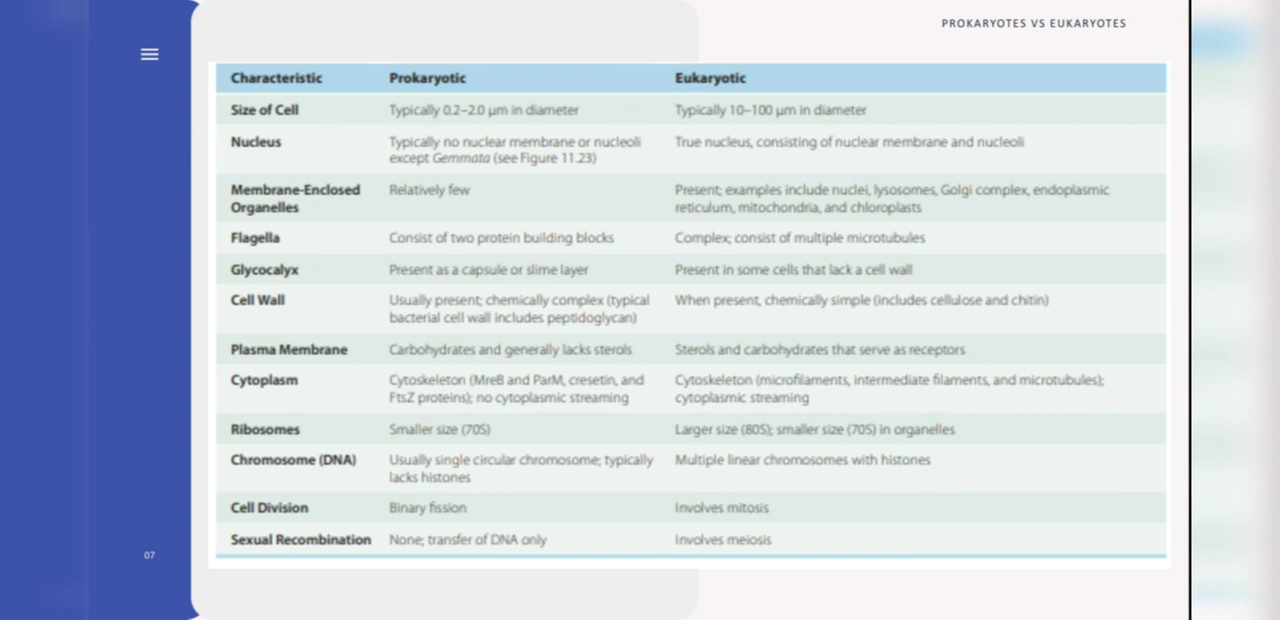 PROKARYOTES VS EUKARYOTES
Characteristic Prokaryotic Eukaryotic
Size of Cell Typically 0.2–2.0 µm in diameter Typically 10–100 µm in diameter
Nucleus Typically no nuclear membrane or nucleoli True nucleus, consisting of nuclear membrane and nucleoli
except Gemmata (see Figure 11.23)
Membrane-Enclosed Relatively few Present; examples include nuclei, lysosomes, Golgi complex, endoplasmic
Organelles reticulum, mitochondria, and chloroplasts
Flagella Consist of two protein building blocks Complex; consist of multiple microtubules
Glycocalyx Present as a capsule or slime layer Present in some cells that lack a cell wall
Cell Wall Usually present; chemically complex (typical When present, chemically simple (includes cellulose and chitin)
bacterial cell wall includes peptidoglycan)
Plasma Membrane Carbohydrates and generally lacks sterols Sterols and carbohydrates that serve as receptors
Cytoplasm Cytoskeleton (MreB and ParM, cresetin, and Cytoskeleton (microfilaments, intermediate filaments, and microtubules);
FtsZ proteins); no cytoplasmic streaming cytoplasmic streaming
Ribosomes Smaller size (70S) Larger size (80S); smaller size (70S) in organelles
Chromosome (DNA) Usually single circular chromosome; typically Multiple linear chromosomes with histones
lacks histones
Cell Division Binary fission Involves mitosis
Sexual Recombination None; transfer of DNA only Involves meiosis
07